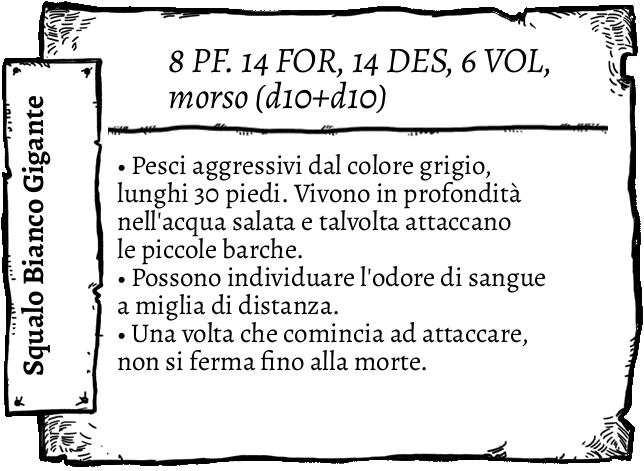 Squalo Bianco Gigante
8 PF. 14 FOR, 14 DES, 6 VOL,
morso (d10+d10)
• Pesci aggressivi dal colore grigio,
lunghi 30 piedi. Vivono in profondità
nell'acqua salata e talvolta attaccano
le piccole barche.
• Possono individuare l'odore di sangue
a miglia di distanza.
• Una volta che comincia ad attaccare,
non si ferma fino alla morte.